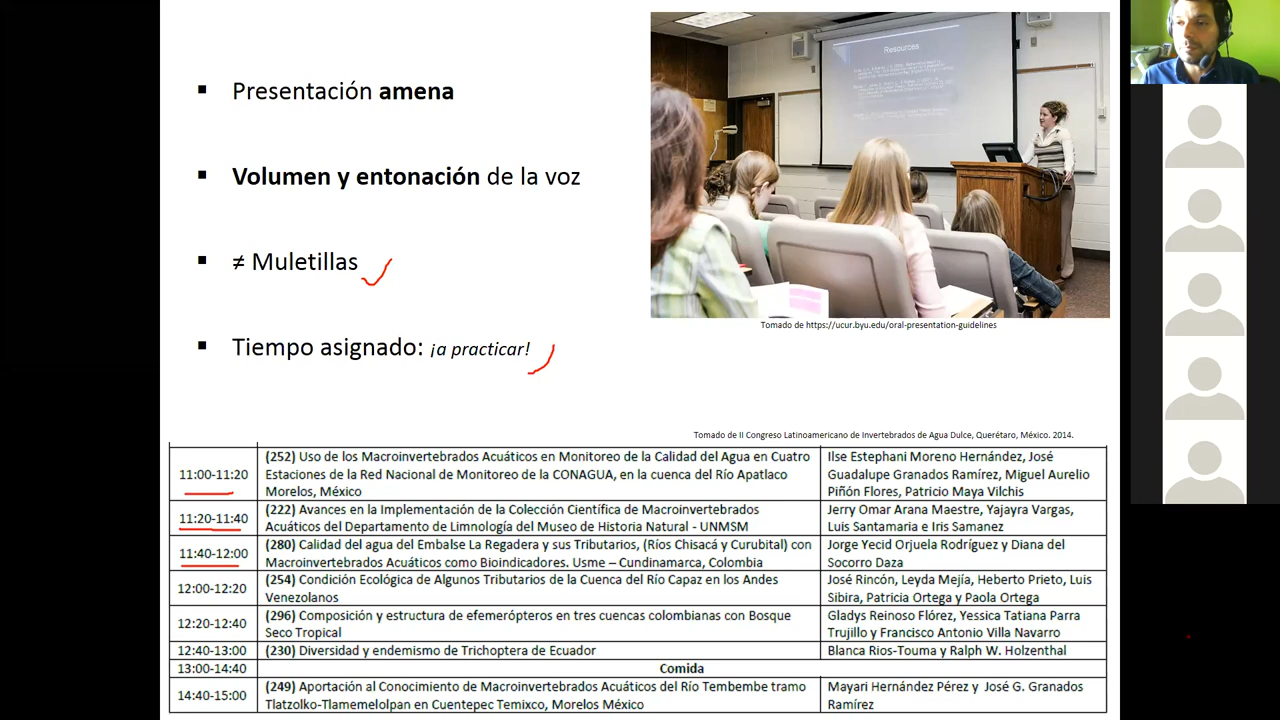 ▪ Presentación amena
▪ Volumen y entonación de la voz
▪ ≠ Muletillas
▪ Tiempo asignado: ¡a practicar!
Resources
Tomado de https://ucur.byu.edu/oral-presentation-guidelines
Tomado de II Congreso Latinoamericano de Invertebrados de Agua Dulce, Querétaro, México. 2014.
11:00-11:20
(252) Uso de los Macroinvertebrados Acuáticos en Monitoreo de la Calidad del Agua en Cuatro
Estaciones de la Red Nacional de Monitoreo de la CONAGUA, en la cuenca del Río Apatlaco
Morelos, México
Ilse Estephani Moreno Hernández, José
Guadalupe Granados Ramírez, Miguel Aurelio
Piñón Flores, Patricio Maya Vilchis
11:20-11:40
(222) Avances en la Implementación de la Colección Científica de Macroinvertebrados
Acuáticos del Departamento de Limnología del Museo de Historia Natural - UNMSM
Jerry Omar Arana Maestre, Yajayra Vargas,
Luis Santamaria e Iris Samanez
11:40-12:00
(280) Calidad del agua del Embalse La Regadera y sus Tributarios, (Ríos Chisacá y Curubital) con
Macroinvertebrados Acuáticos como Bioindicadores. Usme – Cundinamarca, Colombia
Jorge Yecid Orjuela Rodríguez y Diana del
Socorro Daza
12:00-12:20
(254) Condición Ecológica de Algunos Tributarios de la Cuenca del Río Capaz en los Andes
Venezolanos
José Rincón, Leyda Mejía, Heberto Prieto, Luis
Sibira, Patricia Ortega y Paola Ortega
12:20-12:40
(296) Composición y estructura de efemerópteros en tres cuencas colombianas con Bosque
Seco Tropical
Gladys Reinoso Flórez, Yessica Tatiana Parra
Trujillo y Francisco Antonio Villa Navarro
12:40-13:00
(230) Diversidad y endemismo de Trichoptera de Ecuador
Blanca Rios-Touma y Ralph W. Holzenthal
13:00-14:40
Comida
14:40-15:00
(249) Aportación al Conocimiento de Macroinvertebrados Acuáticos del Río Tembembe tramo
Tlatzolko-Tlamemelolpan en Cuentepec Temixco, Morelos México
Mayari Hernández Pérez y José G. Granados
Ramírez